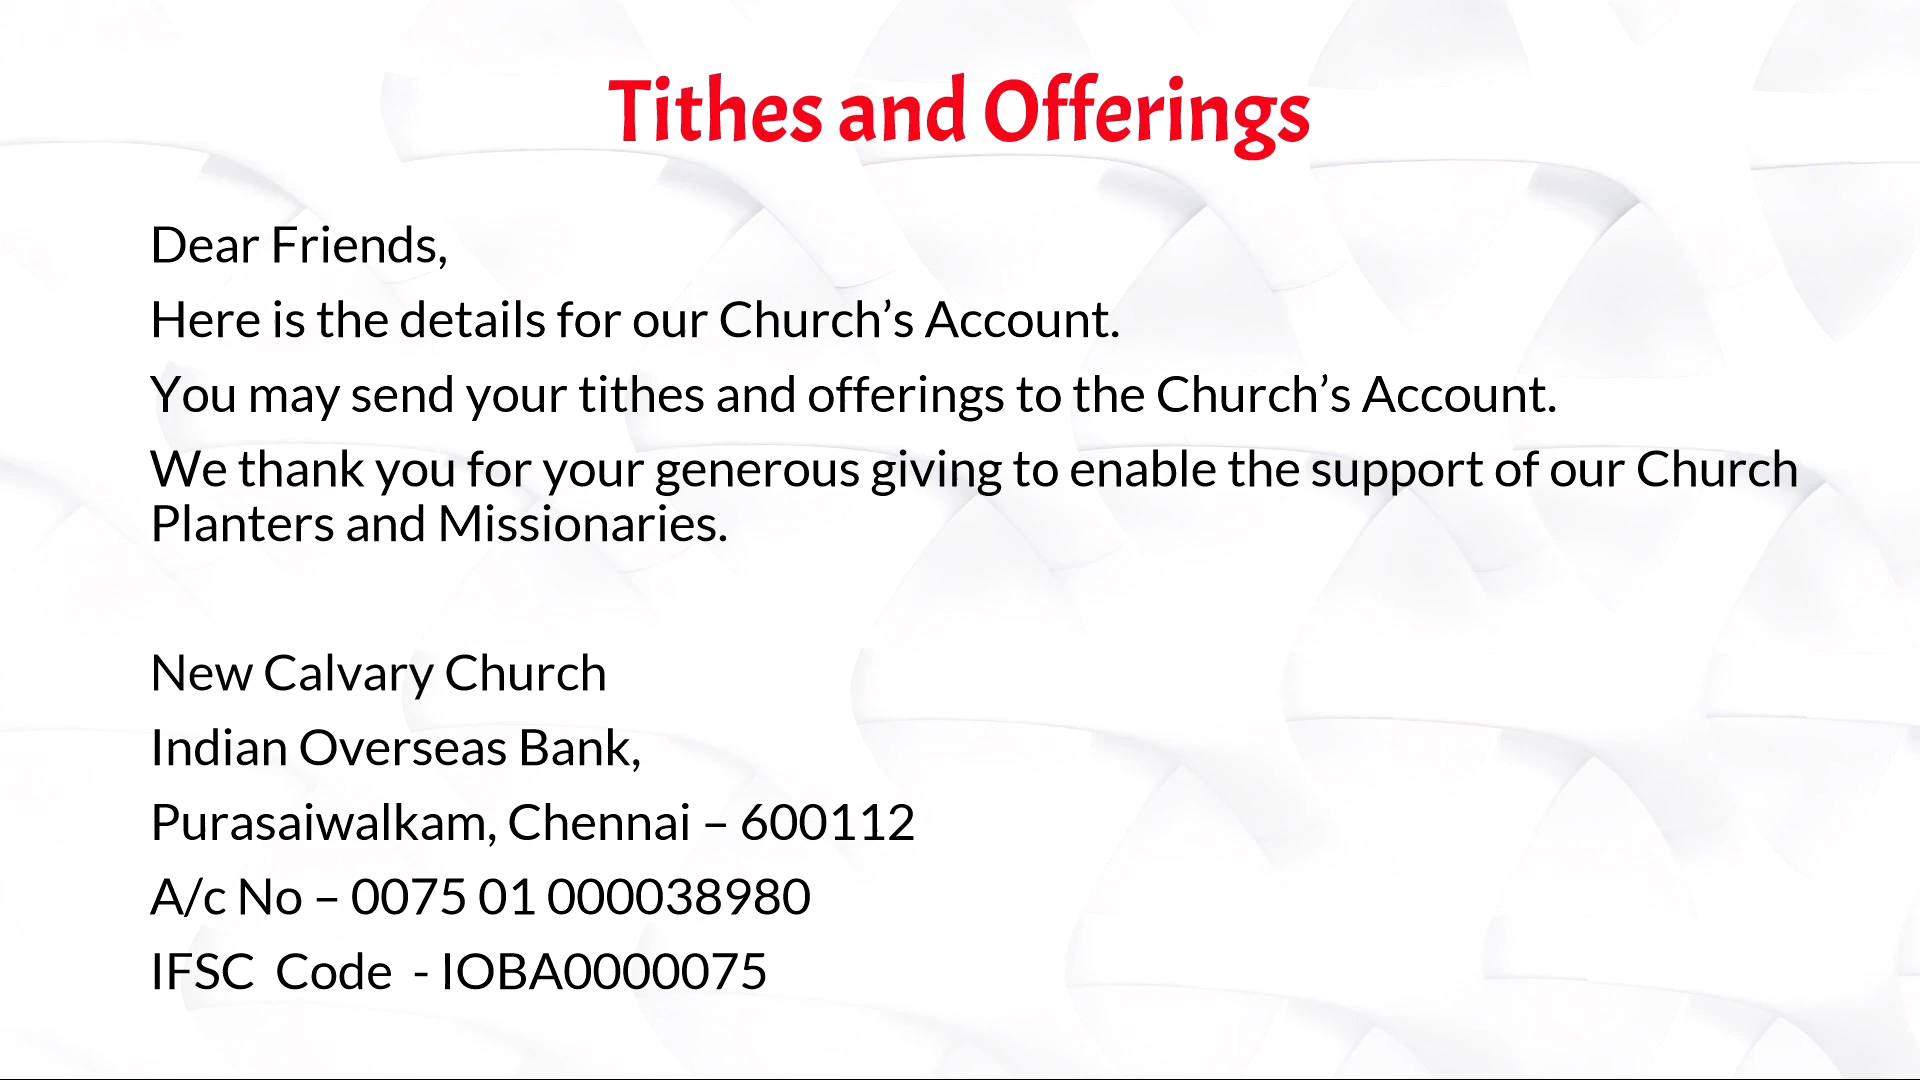 Tithes and Offerings
Dear Friends,
Here is the details for our Church’s Account.
You may send your tithes and offerings to the Church’s Account.
We thank you for your generous giving to enable the support of our Church
Planters and Missionaries.
New Calvary Church
Indian Overseas Bank,
Purasaiwalkam, Chennai – 600112
A/c No – 0075 01 000038980
IFSC  Code  - IOBA0000075